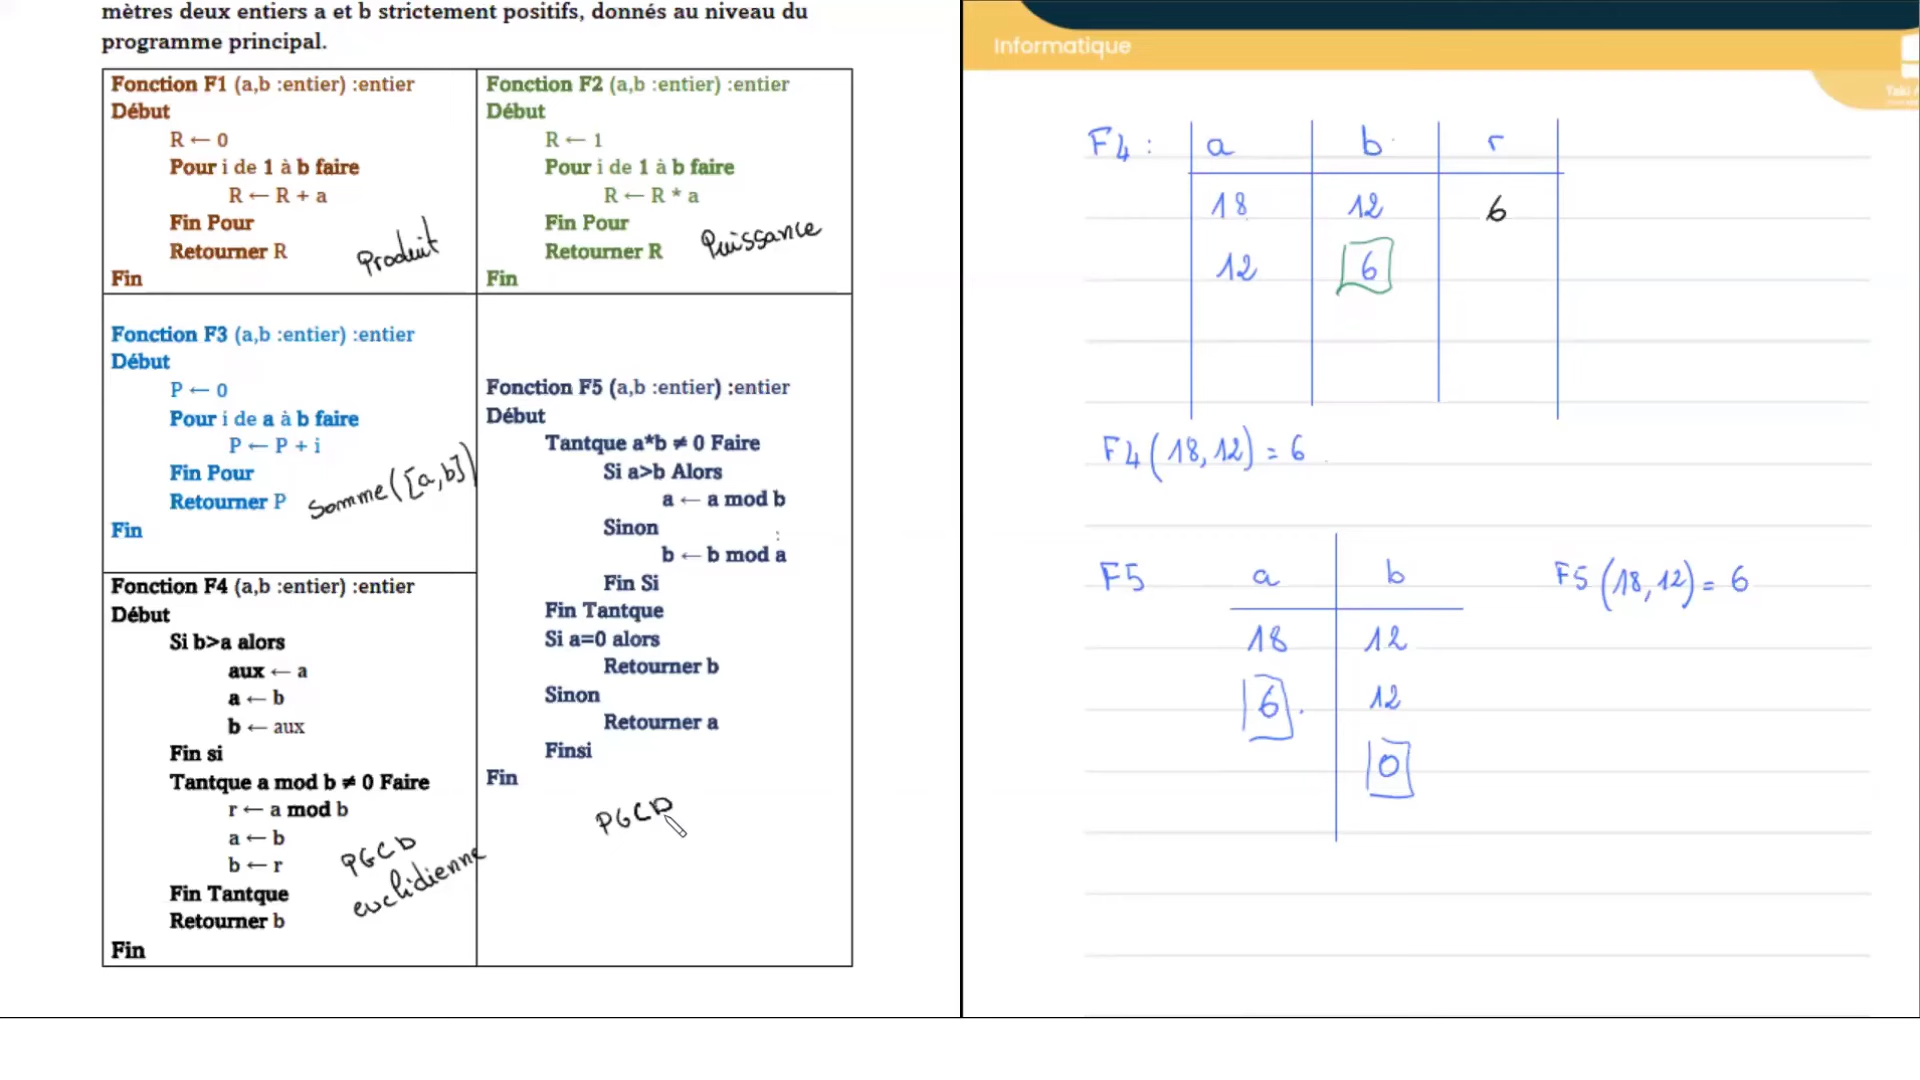 mètres deux entiers a et b strictement positifs, donnés au niveau du
programme principal.
Fonction F1 (a,b :entier) :entier
Début
R ← 0
Pour i de 1 à b faire
R ← R + a
Fin Pour
Retourner R
Produit
Fin
Fonction F2 (a,b :entier) :entier
Début
R ← 1
Pour i de 1 à b faire
R ← R * a
Fin Pour
Retourner R
Puissance
Fin
Fonction F3 (a,b :entier) :entier
Début
P ← 0
Pour i de a à b faire
P ← P + i
Fin Pour
Retourner P
Somme([a,b])
Fin
Fonction F4 (a,b :entier) :entier
Début
Si b>a alors
aux ← a
a ← b
b ← aux
Fin si
Tantque a mod b ≠ 0 Faire
r ← a mod b
a ← b
b ← r
Fin Tantque
Retourner b
PGCD
euclidienne
Fin
Fonction F5 (a,b :entier) :entier
Début
Tantque a*b ≠ 0 Faire
Si a>b Alors
a ← a mod b
Sinon
b ← b mod a
Fin Si
Fin Tantque
Si a=0 alors
Retourner b
Sinon
Retourner a
Finsi
Fin
PGCD
Informatique
F4 : a b r
18 12 6
12 6
F4(18,12) = 6
F5 a b F5(18,12) = 6
18 12
6 12
0